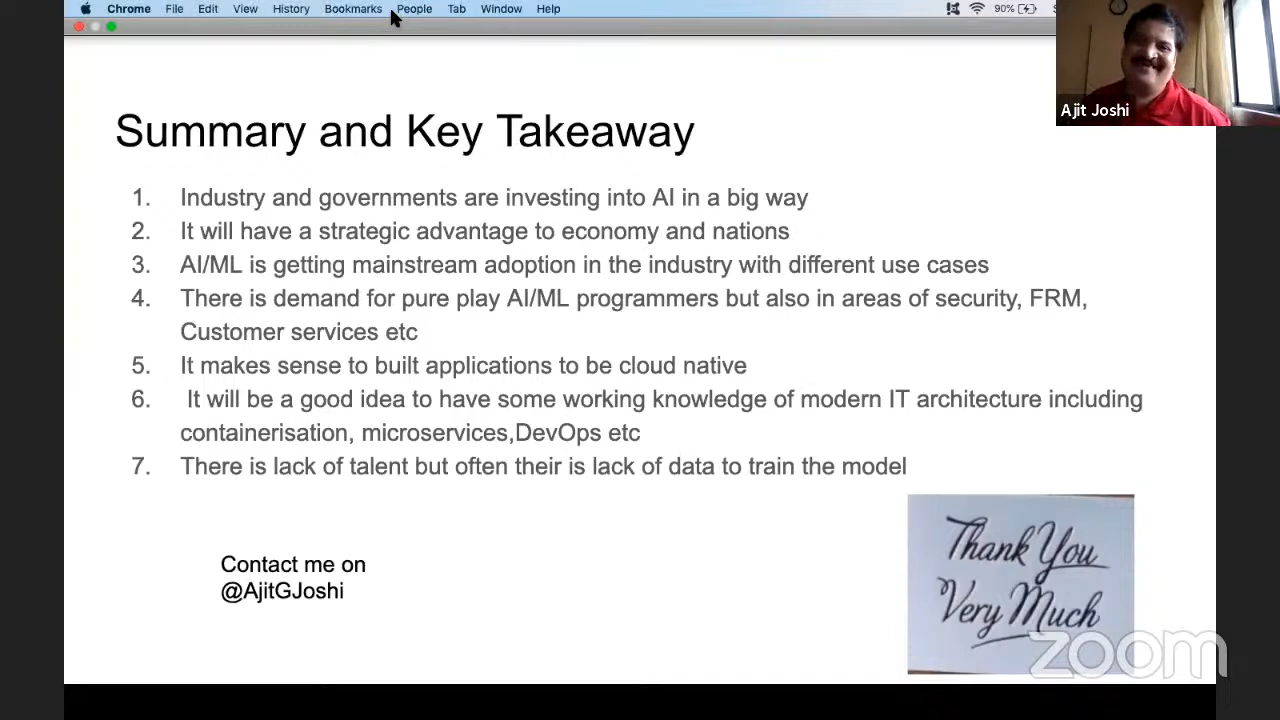 Chrome File Edit View History Bookmarks People Tab Window Help 90%
Ajit Joshi
Summary and Key Takeaway
1. Industry and governments are investing into AI in a big way
2. It will have a strategic advantage to economy and nations
3. AI/ML is getting mainstream adoption in the industry with different use cases
4. There is demand for pure play AI/ML programmers but also in areas of security, FRM,
Customer services etc
5. It makes sense to built applications to be cloud native
6. It will be a good idea to have some working knowledge of modern IT architecture including
containerisation, microservices,DevOps etc
7. There is lack of talent but often their is lack of data to train the model
Contact me on
@AjitGJoshi
Thank You
Very Much
zoom